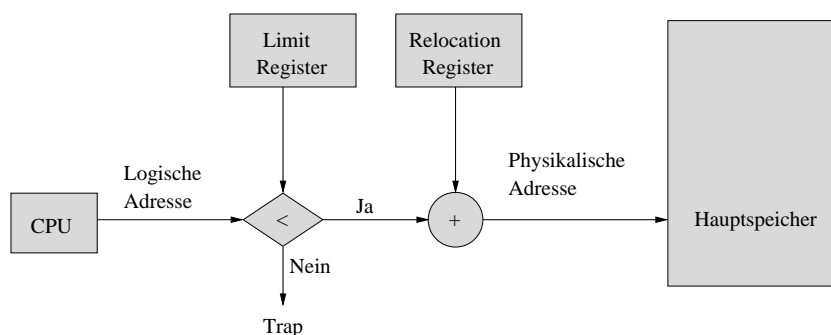 Limit
Register
Relocation
Register
Logische
Adresse
Physikalische
Adresse
CPU
<
Ja
+
Hauptspeicher
Nein
Trap